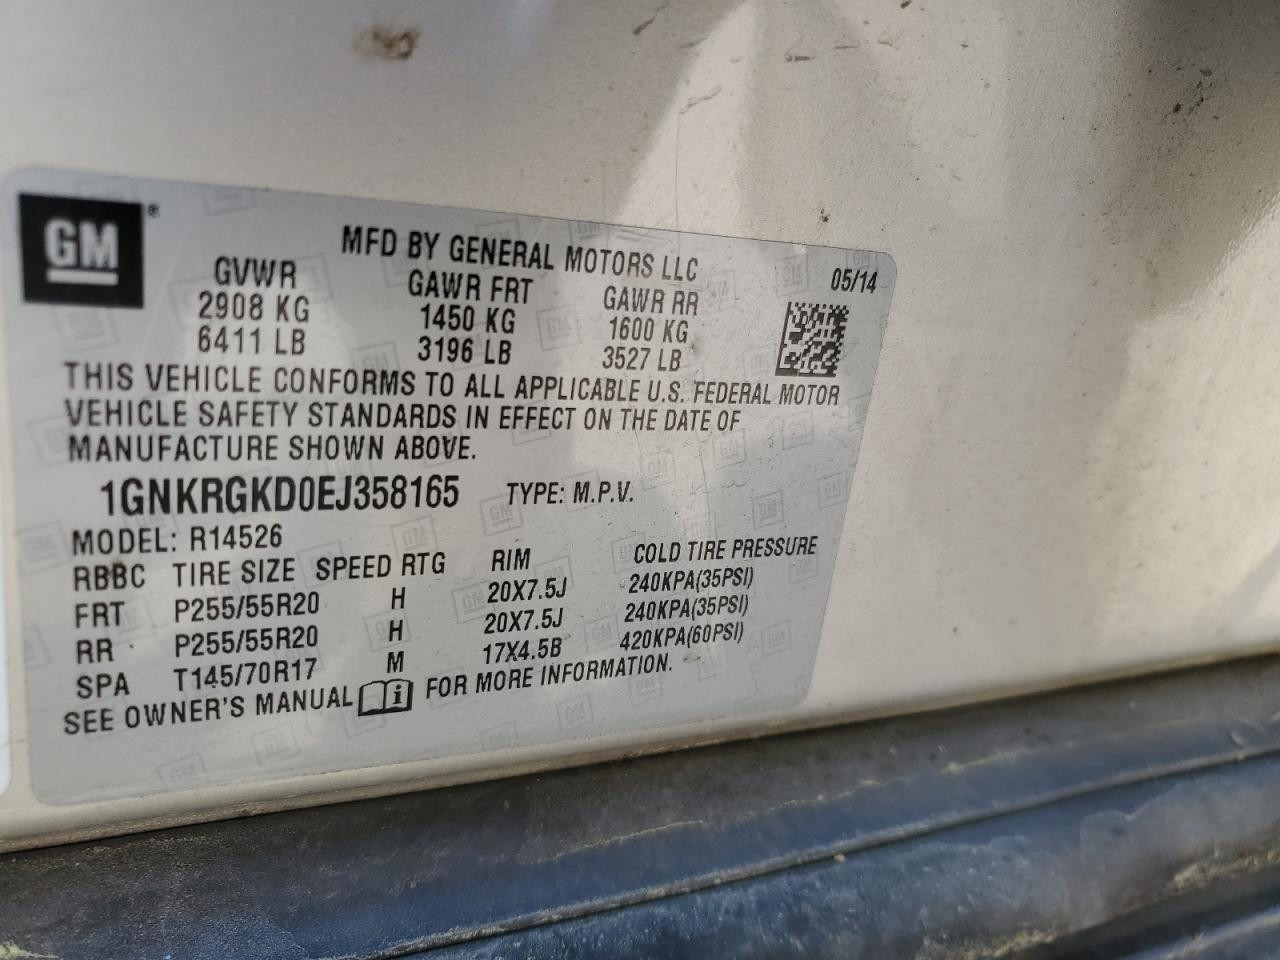 GM ®
MFD BY GENERAL MOTORS LLC
05/14
GVWR GAWR FRT GAWR RR
2908 KG 1450 KG 1600 KG
6411 LB 3196 LB 3527 LB
THIS VEHICLE CONFORMS TO ALL APPLICABLE U.S. FEDERAL MOTOR
VEHICLE SAFETY STANDARDS IN EFFECT ON THE DATE OF
MANUFACTURE SHOWN ABOVE.
1GNKRGKD0EJ358165 TYPE: M.P.V.
MODEL: R14526
RBBC TIRE SIZE SPEED RTG RIM COLD TIRE PRESSURE
FRT P255/55R20 H 20X7.5J 240KPA(35PSI)
RR P255/55R20 H 20X7.5J 240KPA(35PSI)
SPA T145/70R17 M 17X4.5B 420KPA(60PSI)
SEE OWNER'S MANUAL i FOR MORE INFORMATION.